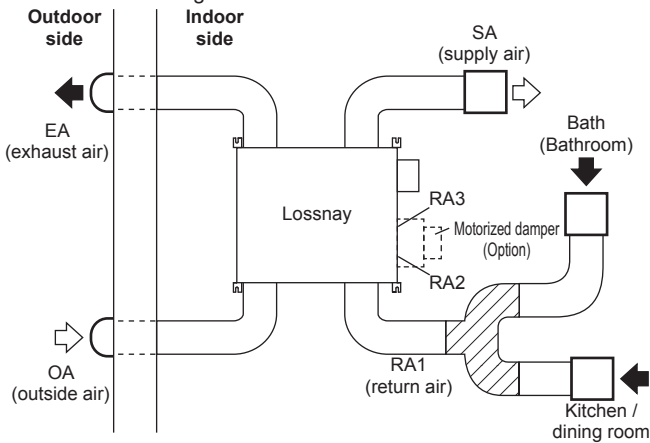 Outdoor
side
Indoor
side
SA
(supply air)
EA
(exhaust air)
Bath
(Bathroom)
Lossnay
RA3
Motorized damper
(Option)
RA2
OA
(outside air)
RA1
(return air)
Kitchen /
dining room